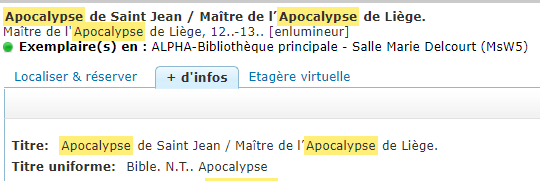 Apocalypse de Saint Jean / Maître de l'Apocalypse de Liège.
Maître de l'Apocalypse de Liège, 12..-13.. [enlumineur]
Exemplaire(s) en : ALPHA-Bibliothèque principale - Salle Marie Delcourt (MsW5)
Localiser & réserver + d'infos Etagère virtuelle
Titre: Apocalypse de Saint Jean / Maître de l'Apocalypse de Liège.
Titre uniforme: Bible. N.T.. Apocalypse